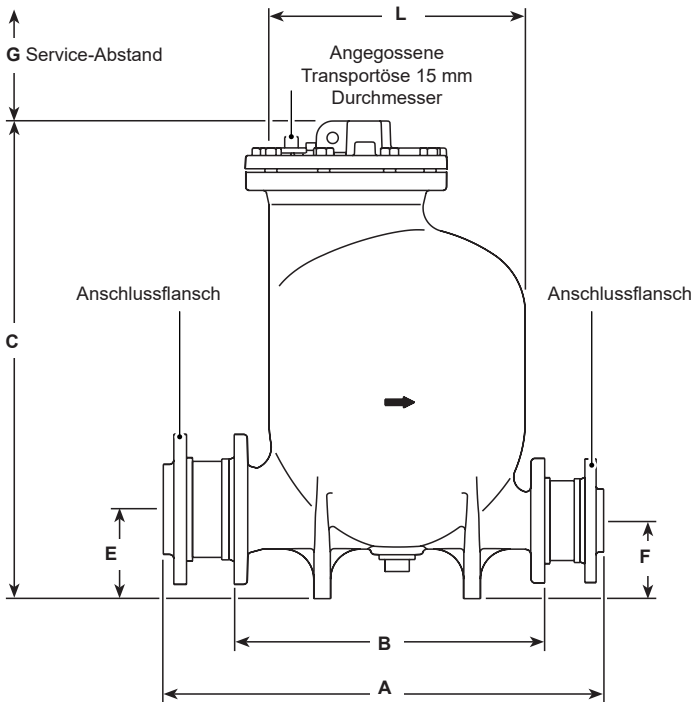 L
G Service-Abstand
Angegossene
Transportöse 15 mm
Durchmesser
Anschlussflansch
Anschlussflansch
C
E
F
B
A